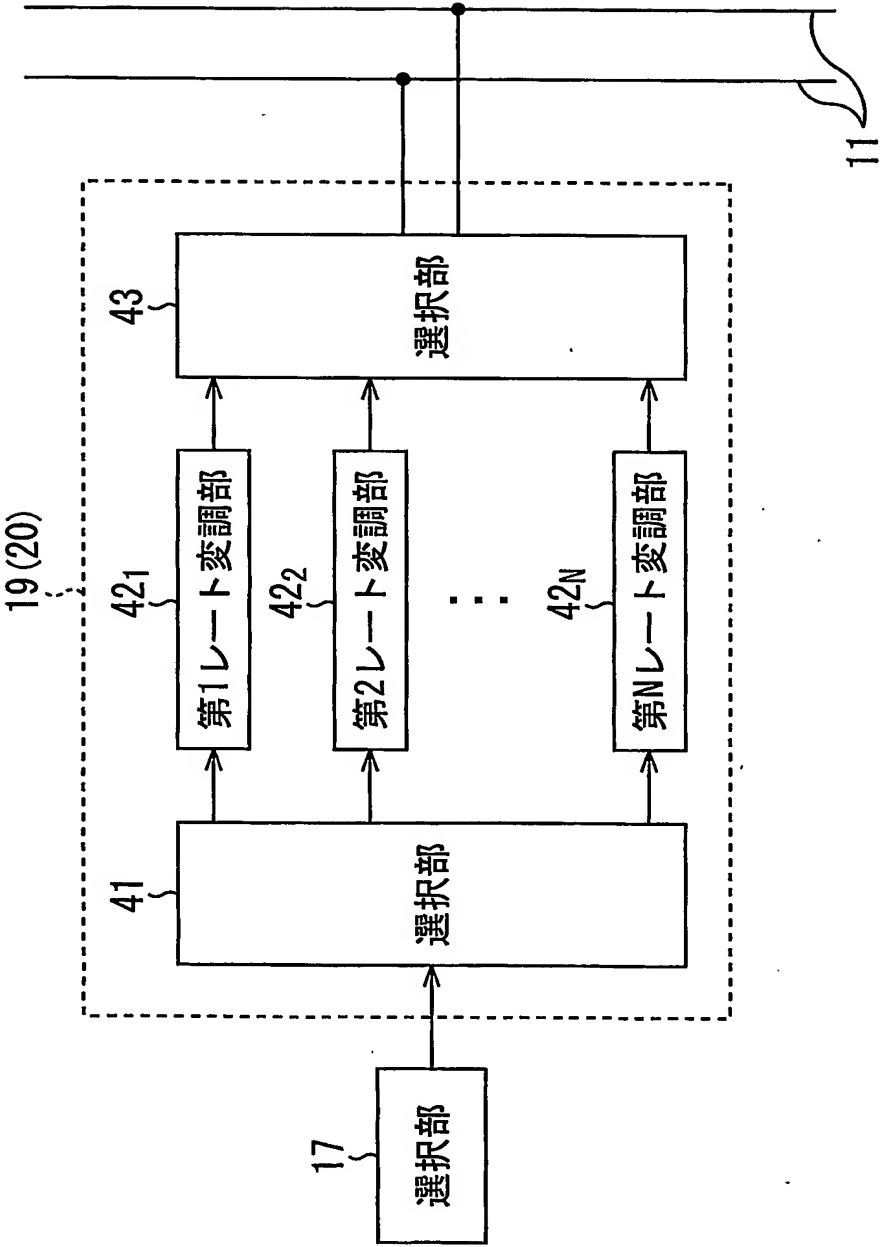 19(20)
41
選択部
42₁
第1レート変調部
42₂
第2レート変調部
･･･
42N
第Nレート変調部
43
選択部
17
選択部
11